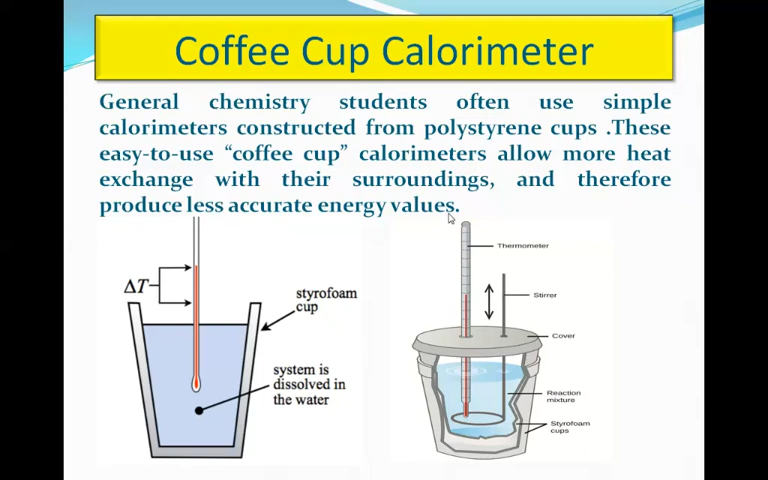 Coffee Cup Calorimeter
General chemistry students often use simple
calorimeters constructed from polystyrene cups .These
easy-to-use “coffee cup” calorimeters allow more heat
exchange with their surroundings, and therefore
produce less accurate energy values.
ΔT
styrofoam
cup
system is
dissolved in
the water
Thermometer
Stirrer
Cover
Reaction
mixture
Styrofoam
cups